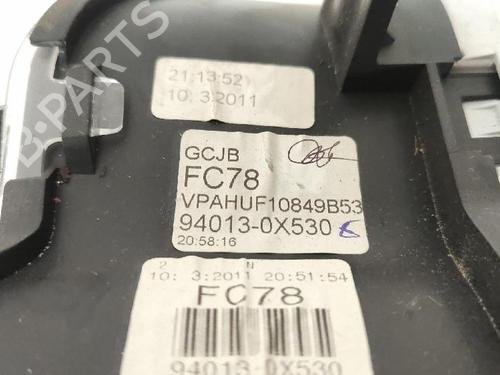 21:13:52
10: 3.2011
GCJB
FC78
VPAHUF10849B53
94013-0X530
20:58:16
2 N
10: 3:2011 20:51:54
FC78
94013-0X530
B-PARTS